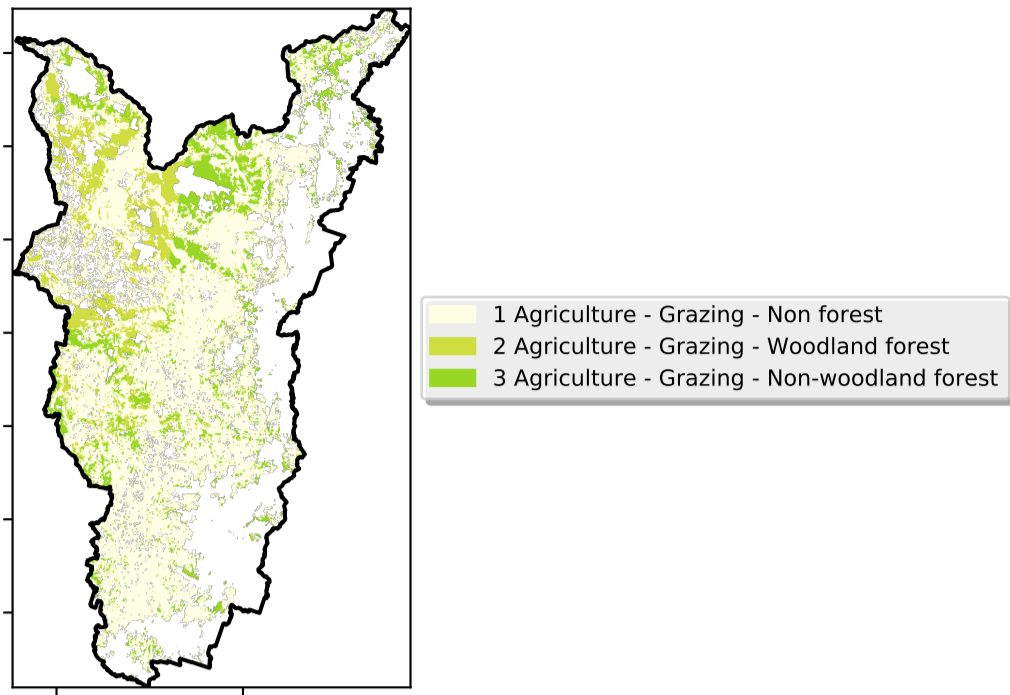 1 Agriculture - Grazing - Non forest
2 Agriculture - Grazing - Woodland forest
3 Agriculture - Grazing - Non-woodland forest